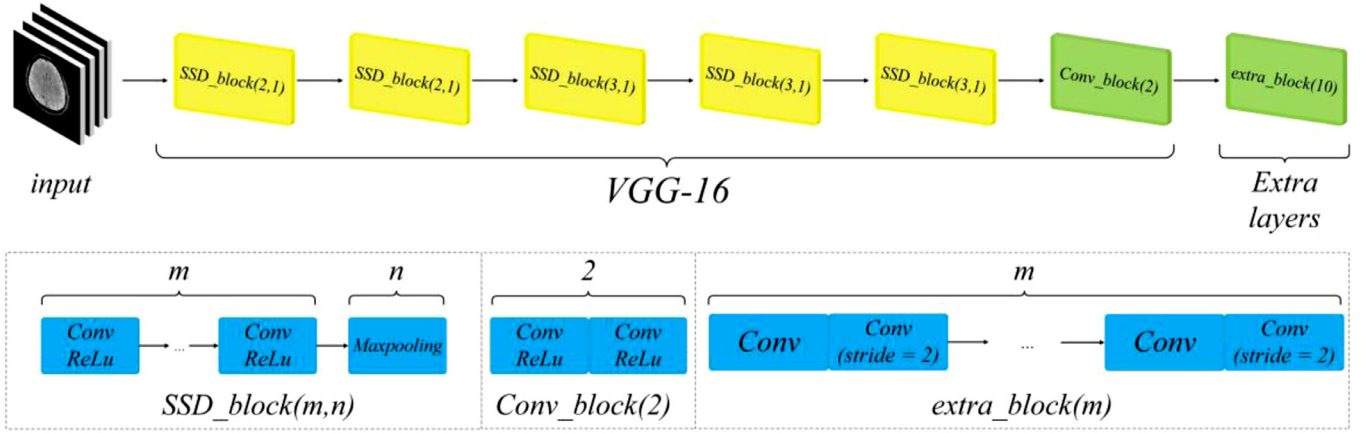 SSD_block(2,1)
SSD_block(2,1)
SSD_block(3,1)
SSD_block(3,1)
SSD_block(3,1)
Conv_block(2)
extra_block(10)
input
VGG-16
Extra
layers
m
n
2
m
Conv
ReLu
...
Conv
ReLu
Maxpooling
Conv
ReLu
Conv
ReLu
Conv
Conv
(stride = 2)
...
Conv
Conv
(stride = 2)
SSD_block(m,n)
Conv_block(2)
extra_block(m)